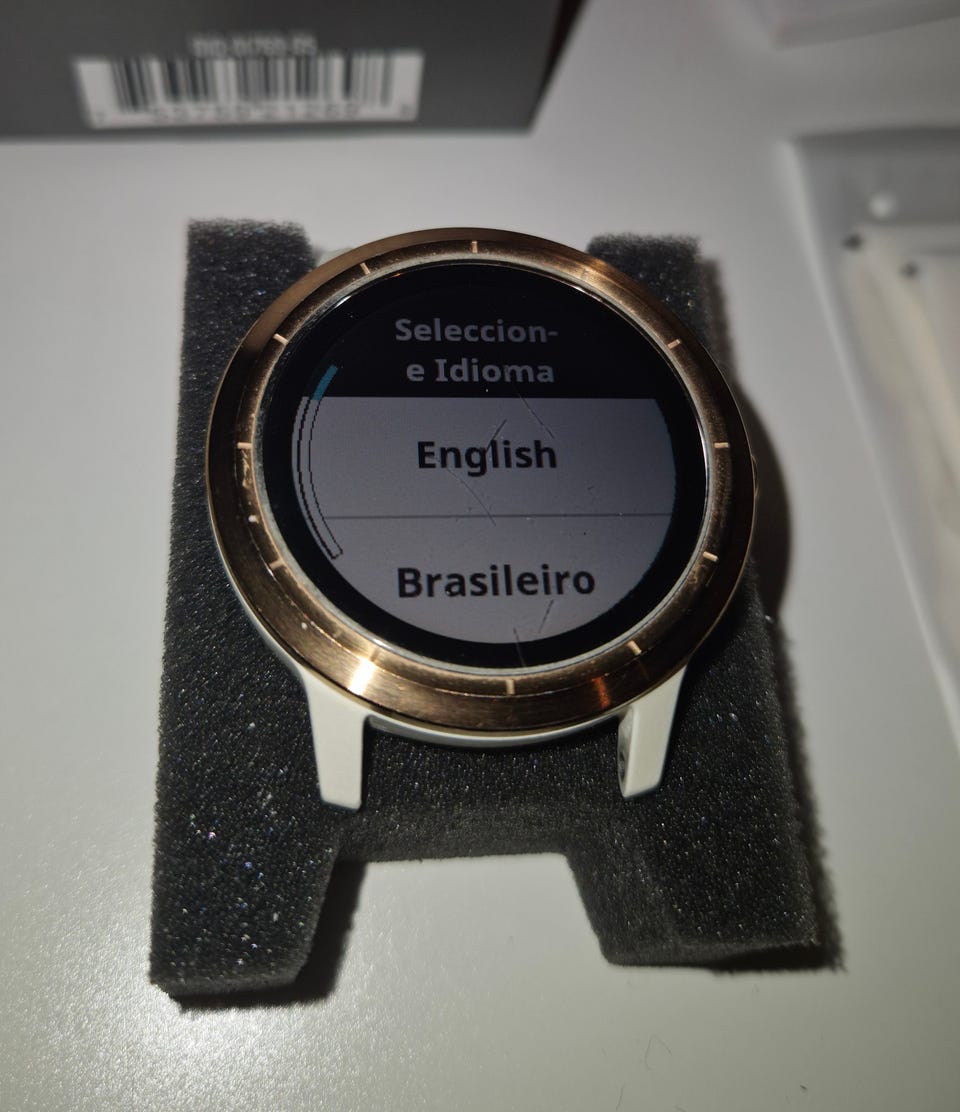 Seleccion-
e Idioma
English
Brasileiro